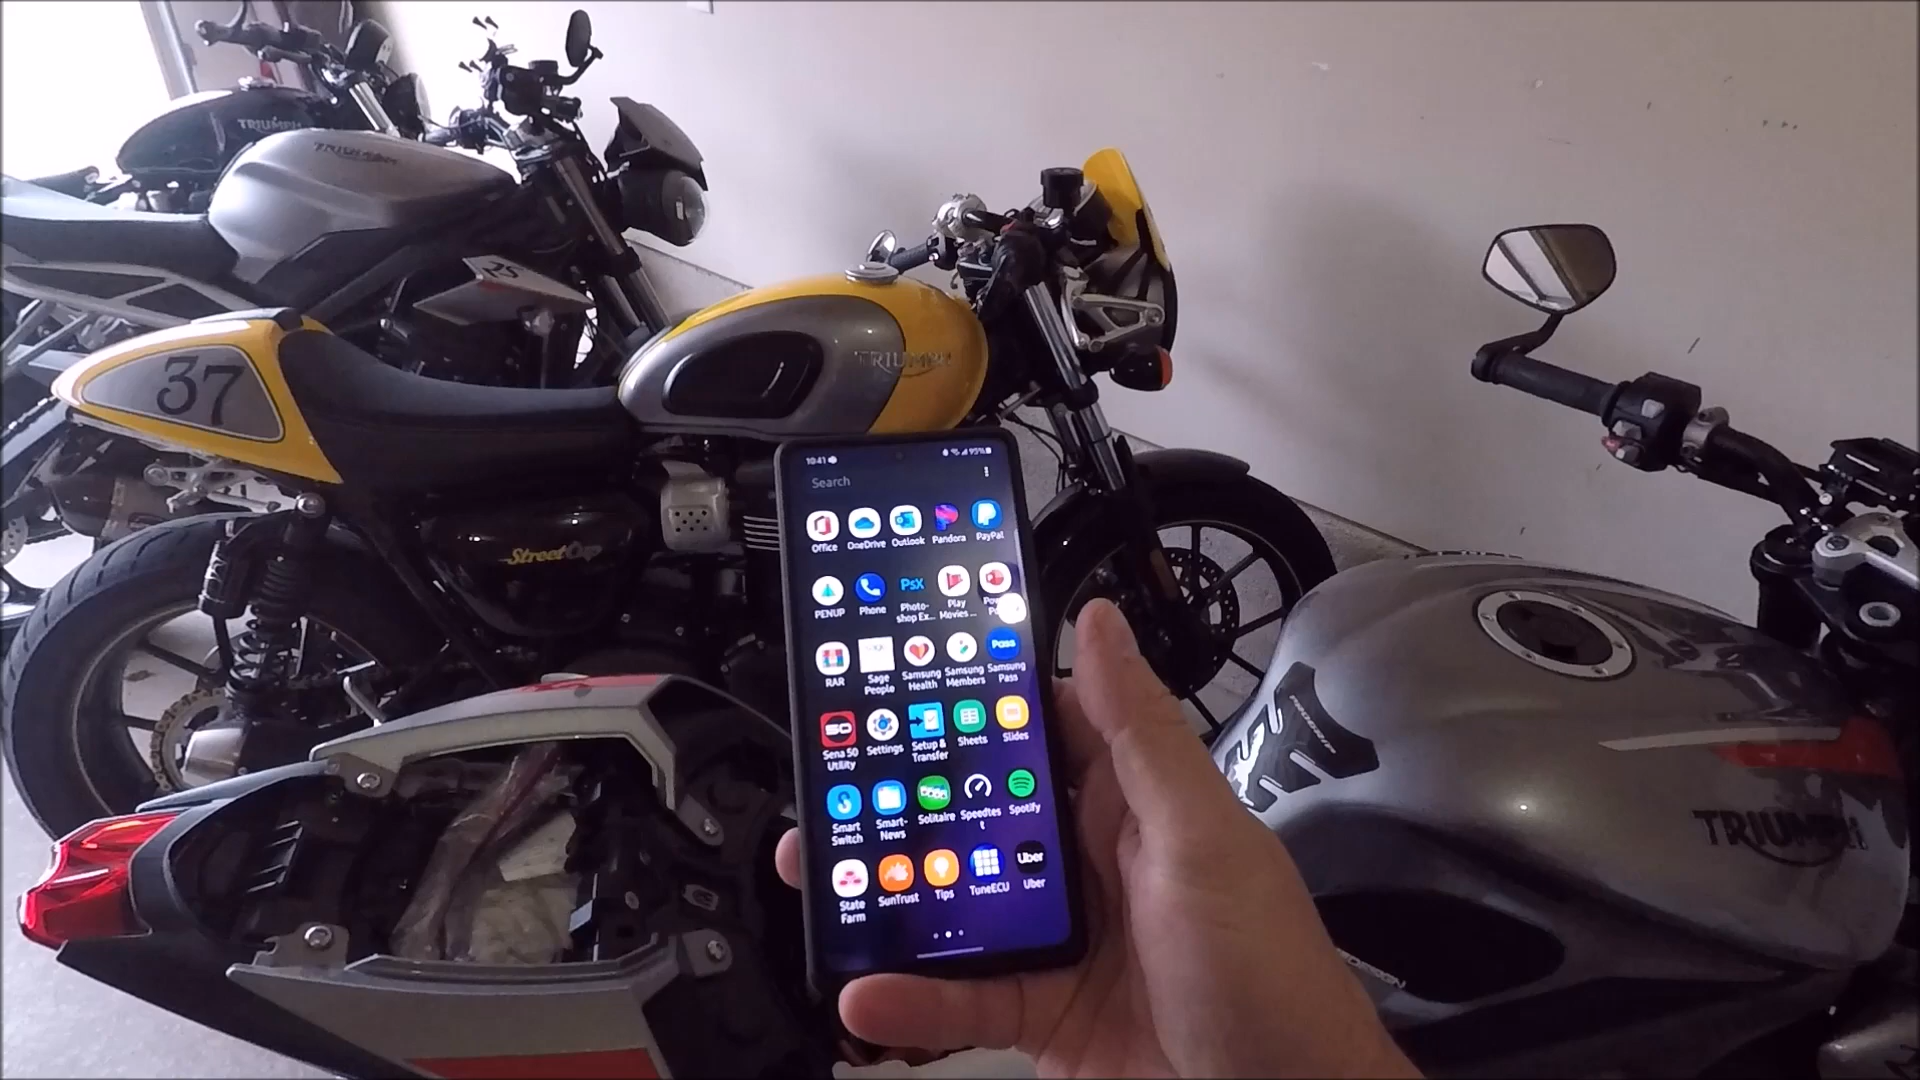 TRIUMPH
TRIUMPH
37
TRIUMPH
Street Cup
10:41
95%
Search
Office
OneDrive
Outlook
Pandora
PayPal
PENUP
Phone
PsX
Photo-
shop Ex...
Play
Movies ...
RAR
Sage
People
Samsung
Health
Samsung
Members
Pass
Samsung
Pass
Sena 50
Utility
Settings
Setup &
Transfer
Sheets
Slides
Smart
Switch
Smart-
News
Solitaire
Speedtes
t
Spotify
State
Farm
SunTrust
Tips
TuneECU
Uber
Uber
PROGRIP
TRIUMPH